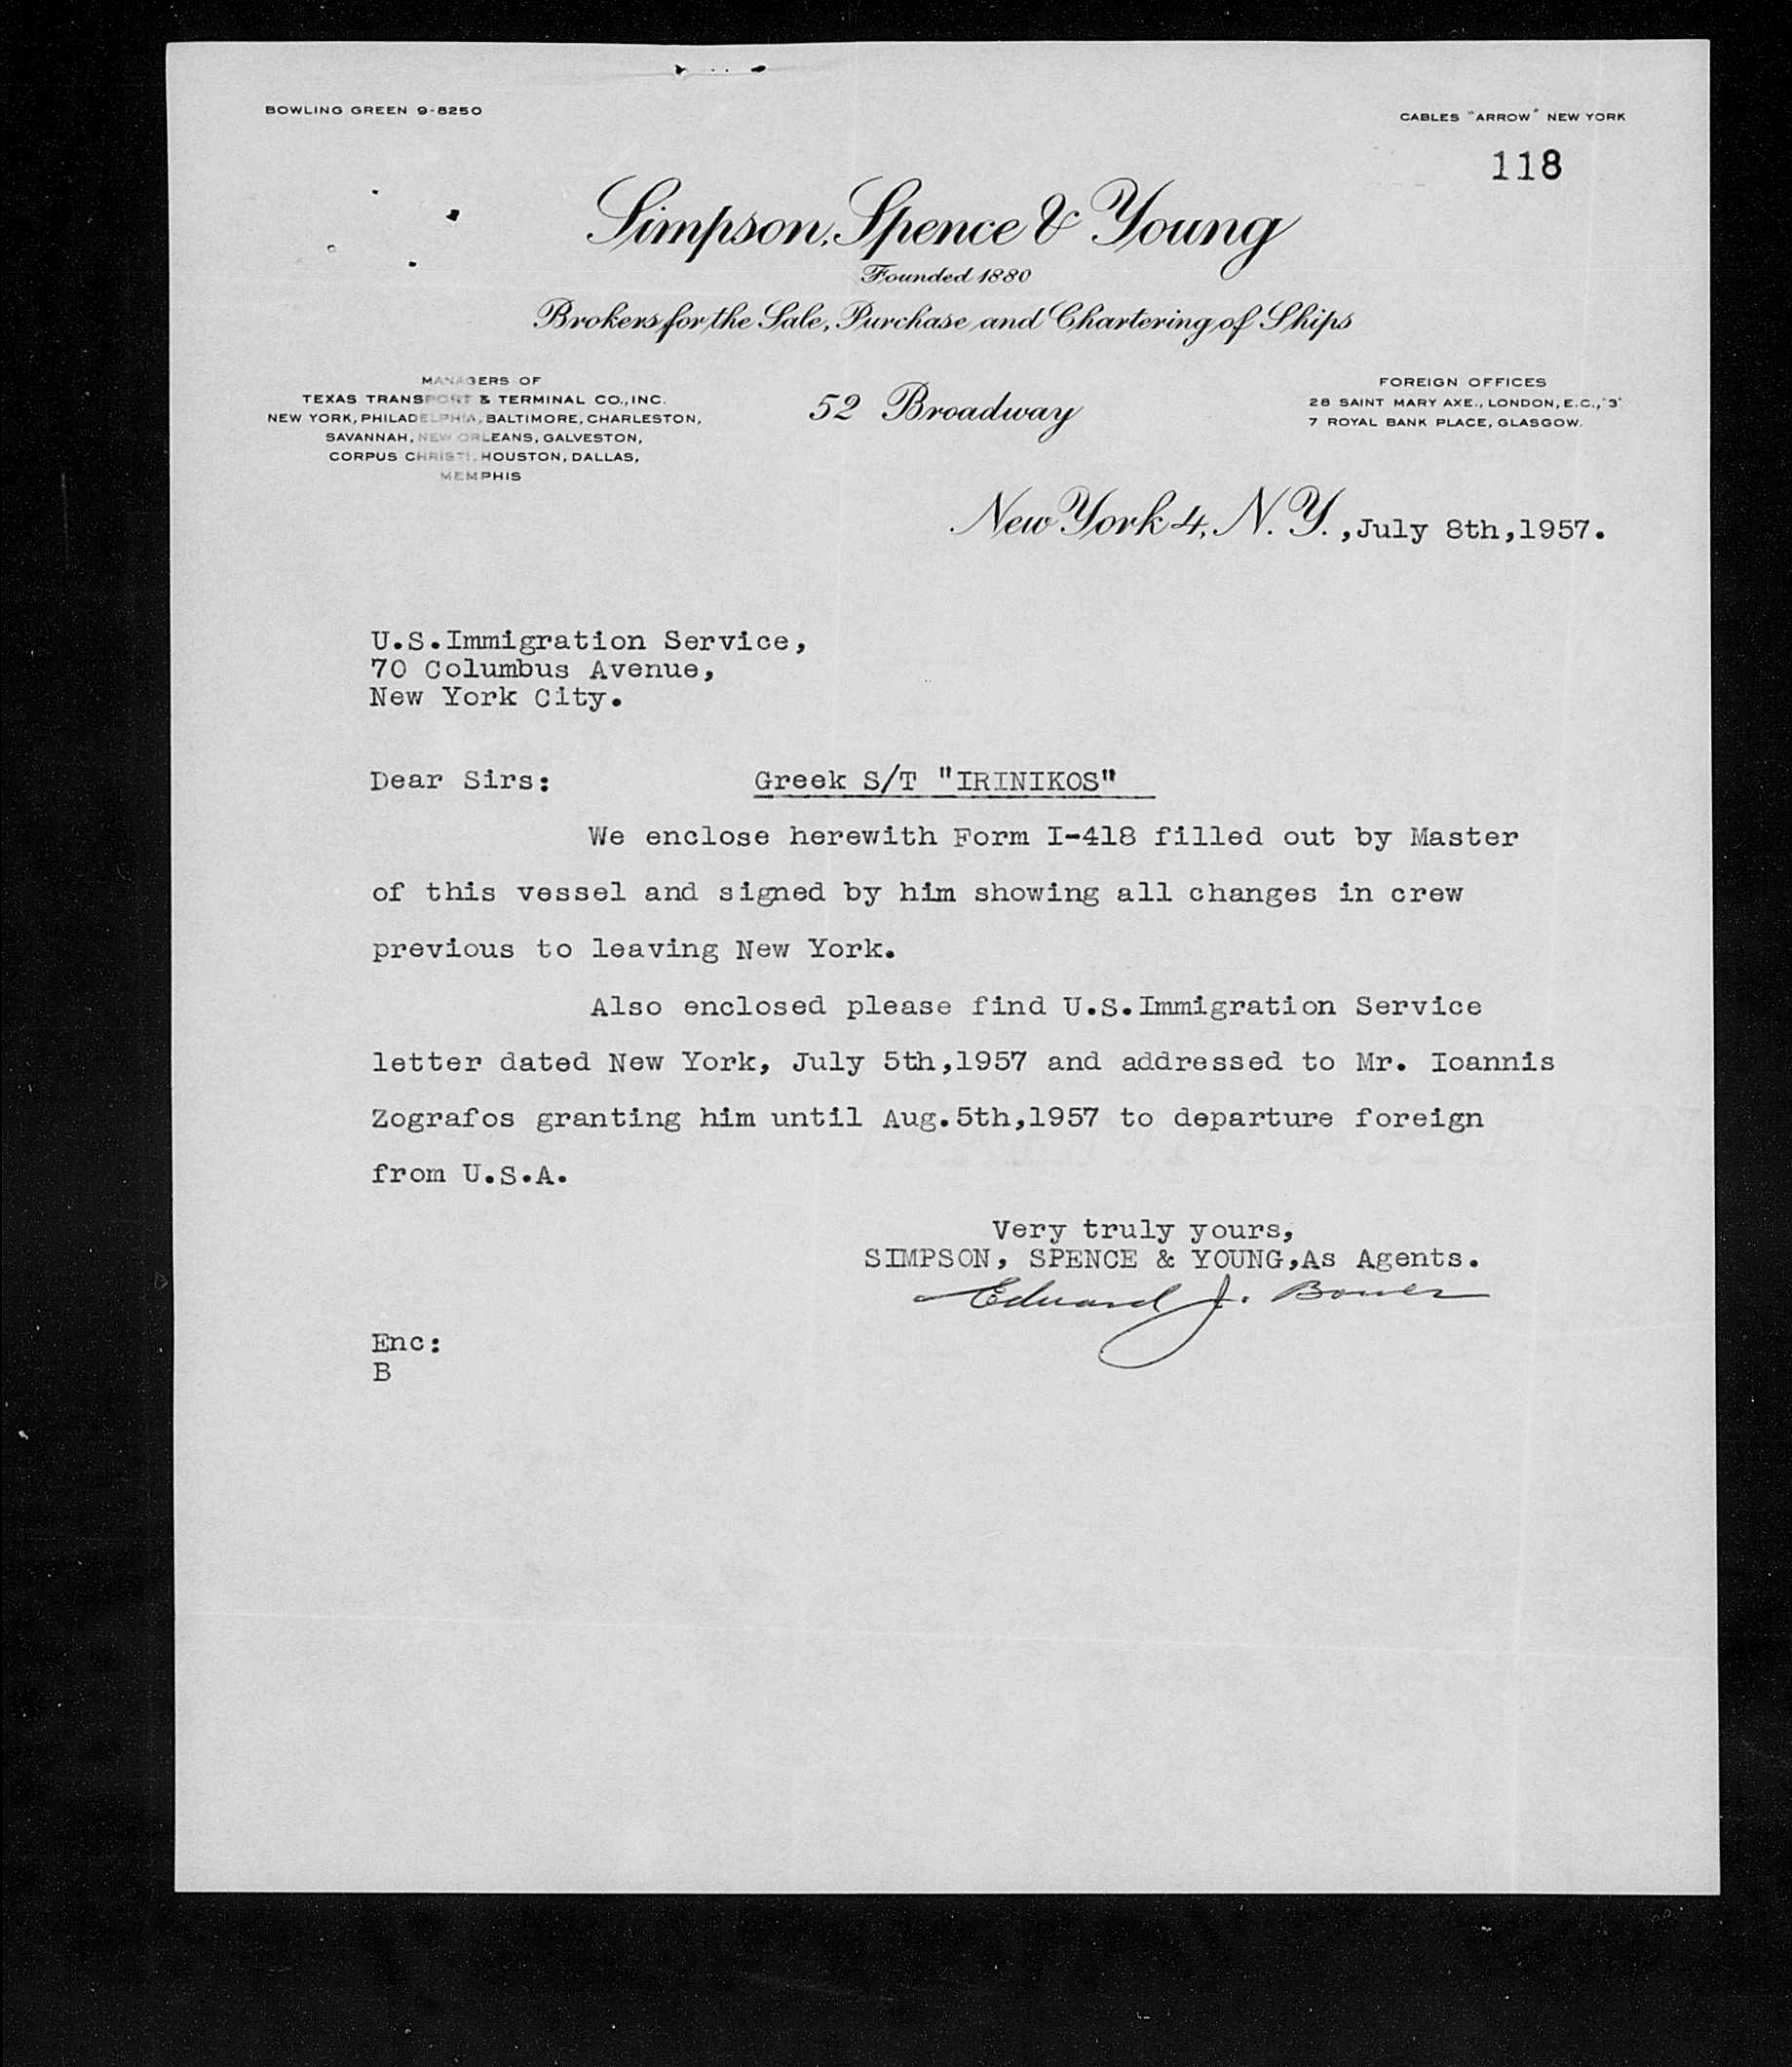 BOWLING GREEN 9-8250
CABLES "ARROW" NEW YORK
118
Simpson, Spence & Young
Founded 1880
Brokers for the Sale, Purchase and Chartering of Ships
MANAGERS OF
TEXAS TRANSPORT & TERMINAL CO., INC.
NEW YORK, PHILADELPHIA, BALTIMORE, CHARLESTON,
SAVANNAH, NEW ORLEANS, GALVESTON,
CORPUS CHRISTI, HOUSTON, DALLAS,
MEMPHIS
52 Broadway
FOREIGN OFFICES
28 SAINT MARY AXE., LONDON, E.C., "3"
7 ROYAL BANK PLACE, GLASGOW.
New York 4, N. Y. ,July 8th,1957.
U.S.Immigration Service,
70 Columbus Avenue,
New York City.
Dear Sirs: Greek S/T "IRINIKOS"
We enclose herewith Form I-418 filled out by Master
of this vessel and signed by him showing all changes in crew
previous to leaving New York.
Also enclosed please find U.S.Immigration Service
letter dated New York, July 5th,1957 and addressed to Mr. Ioannis
Zografos granting him until Aug.5th,1957 to departure foreign
from U.S.A.
Very truly yours,
SIMPSON, SPENCE & YOUNG,As Agents.
Edward J. Bower
Enc:
B